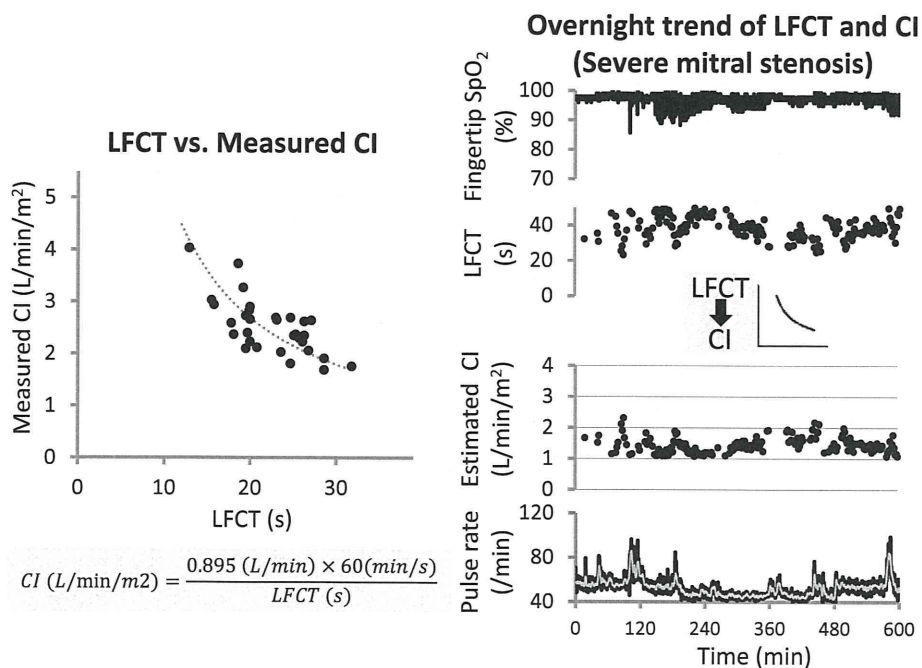 LFCT vs. Measured CI
Measured CI (L/min/m²)
5
4
3
2
1
0
0
10
20
30
LFCT (s)
CI (L/min/m2) = 0.895 (L/min) × 60(min/s)
LFCT (s)
Overnight trend of LFCT and CI
(Severe mitral stenosis)
Fingertip SpO₂
(%)
100
90
80
70
LFCT
(s)
40
20
0
LFCT
CI
Estimated CI
(L/min/m²)
4
3
2
1
0
Pulse rate
(/min)
120
80
40
0
120
240
360
480
600
Time (min)